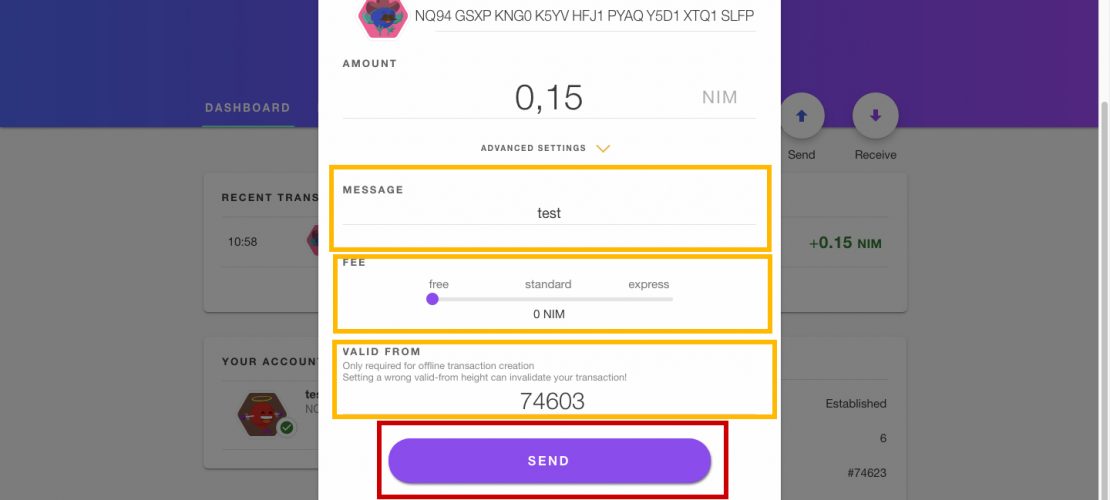 NQ94 GSXP KNG0 K5YV HFJ1 PYAQ Y5D1 XTQ1 SLFP
AMOUNT
0,15 NIM
DASHBOARD
ADVANCED SETTINGS
Send Receive
MESSAGE
test
RECENT TRANS
10:58
+0.15 NIM
FEE
free standard express
0 NIM
VALID FROM
Only required for offline transaction creation
Setting a wrong valid-from height can invalidate your transaction!
74603
YOUR ACCOUNT
Established
6
#74623
SEND